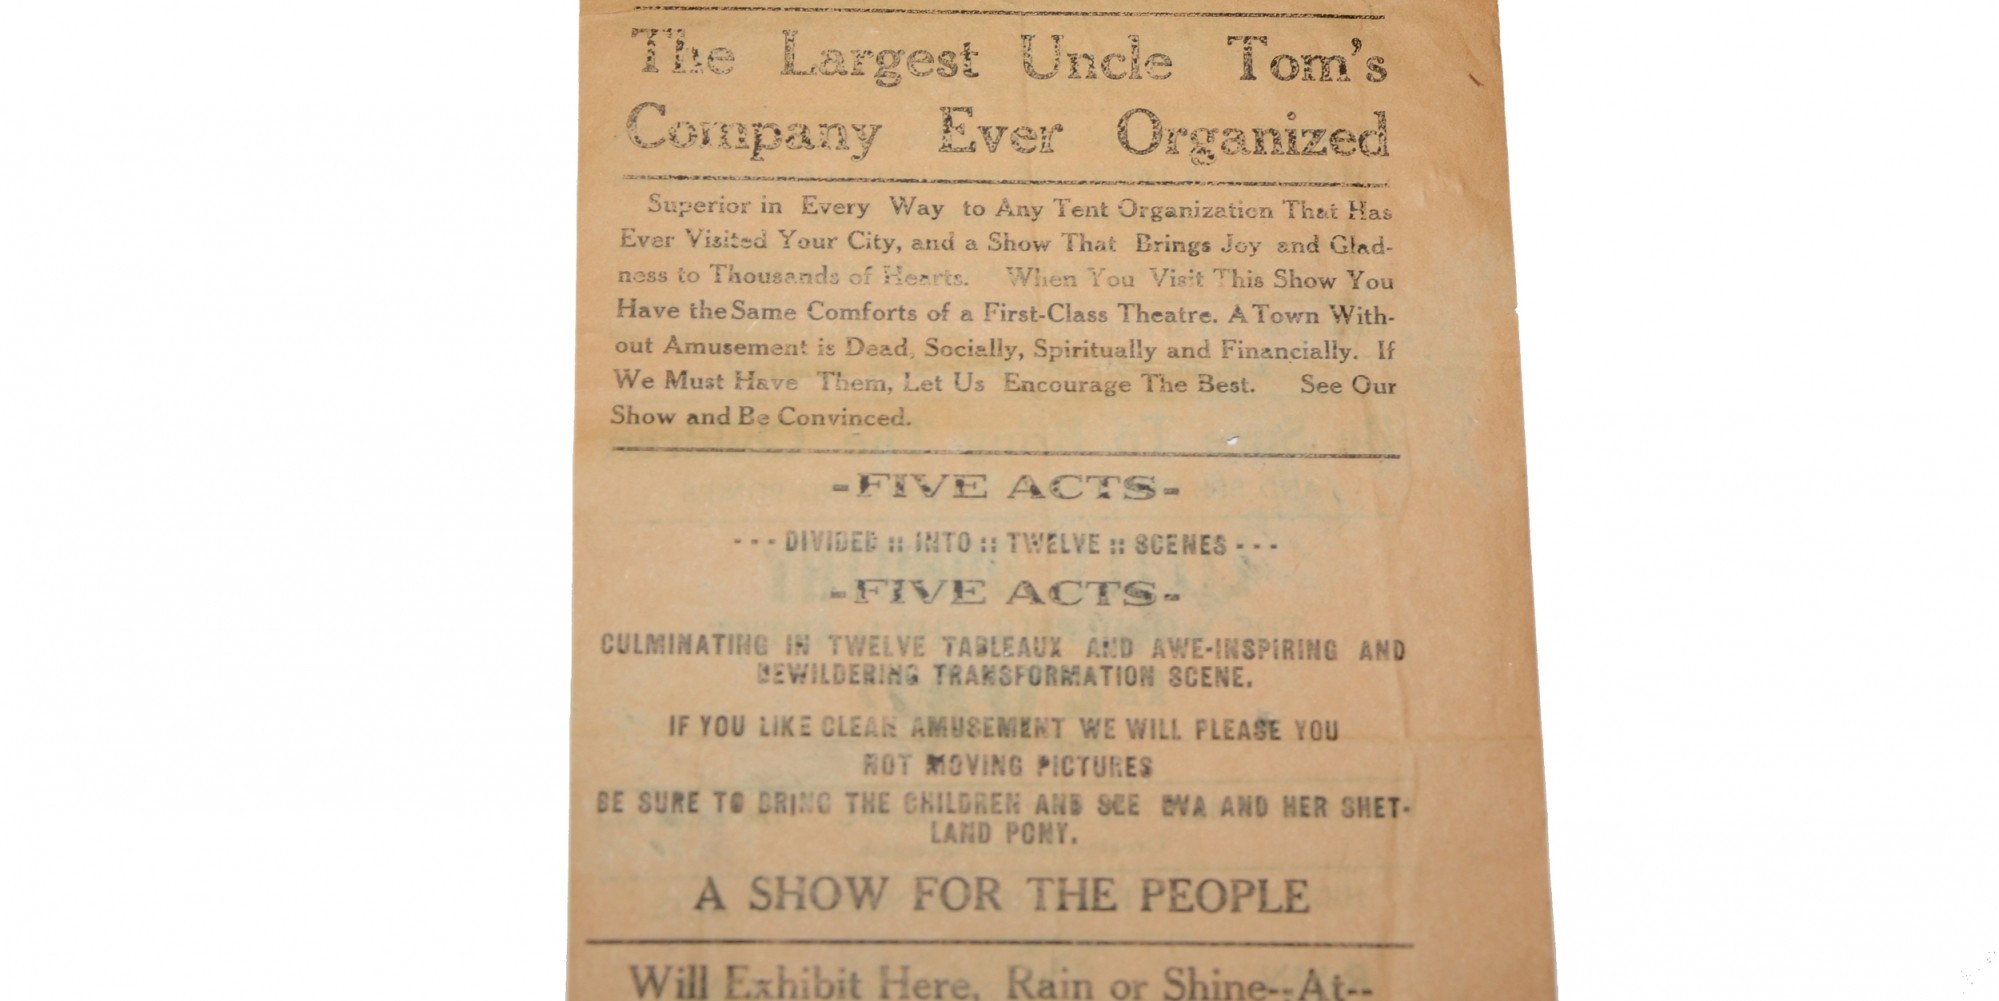 The Largest Uncle Tom's
Company Ever Organized
Superior in Every Way to Any Tent Organization That Has
Ever Visited Your City, and a Show That Brings Joy and Glad-
ness to Thousands of Hearts. When You Visit This Show You
Have the Same Comforts of a First-Class Theatre. A Town With-
out Amusement is Dead, Socially, Spiritually and Financially. If
We Must Have Them, Let Us Encourage The Best. See Our
Show and Be Convinced.
-FIVE ACTS-
---DIVIDED :: INTO :: TWELVE :: SCENES---
-FIVE ACTS-
CULMINATING IN TWELVE TABLEAUX AND AWE-INSPIRING AND
BEWILDERING TRANSFORMATION SCENE.
IF YOU LIKE CLEAN AMUSEMENT WE WILL PLEASE YOU
NOT MOVING PICTURES
BE SURE TO BRING THE CHILDREN AND SEE EVA AND HER SHET-
LAND PONY.
A SHOW FOR THE PEOPLE
Will Exhibit Here, Rain or Shine--At--